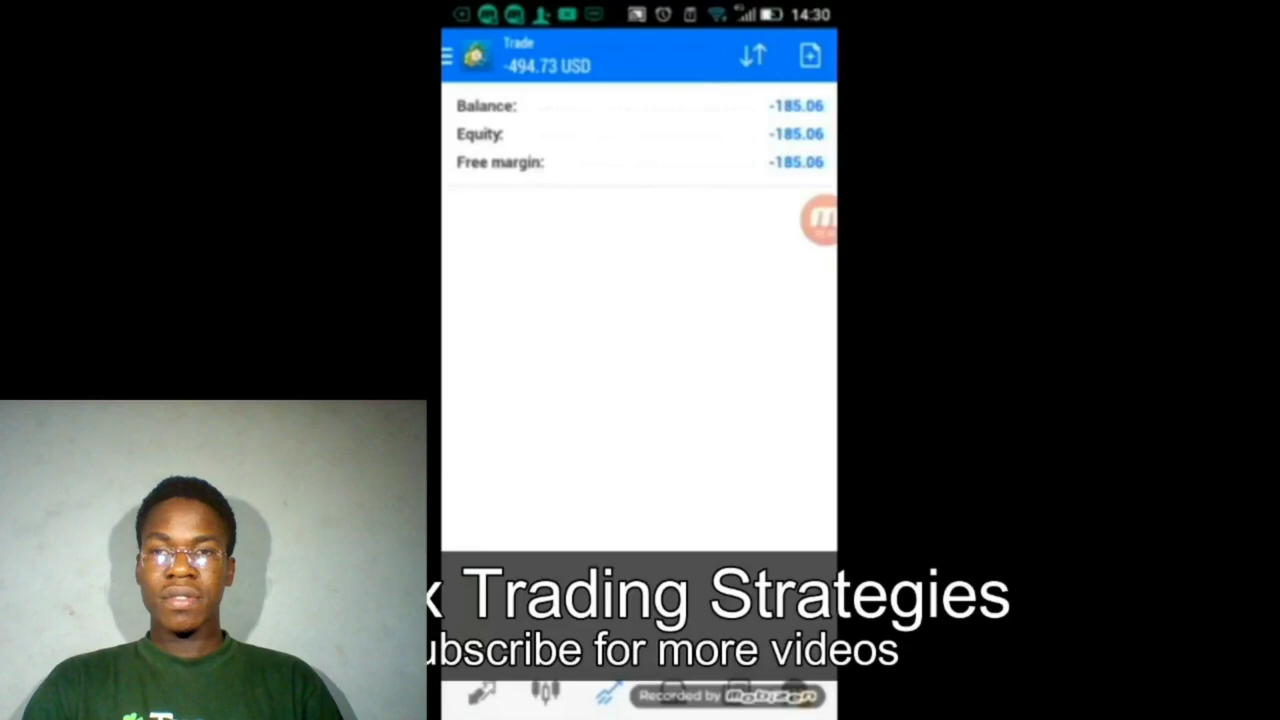 14:30
Trade
-494.73 USD
Balance: -185.06
Equity: -185.06
Free margin: -185.06
x Trading Strategies
ubscribe for more videos
Recorded by Mobizen